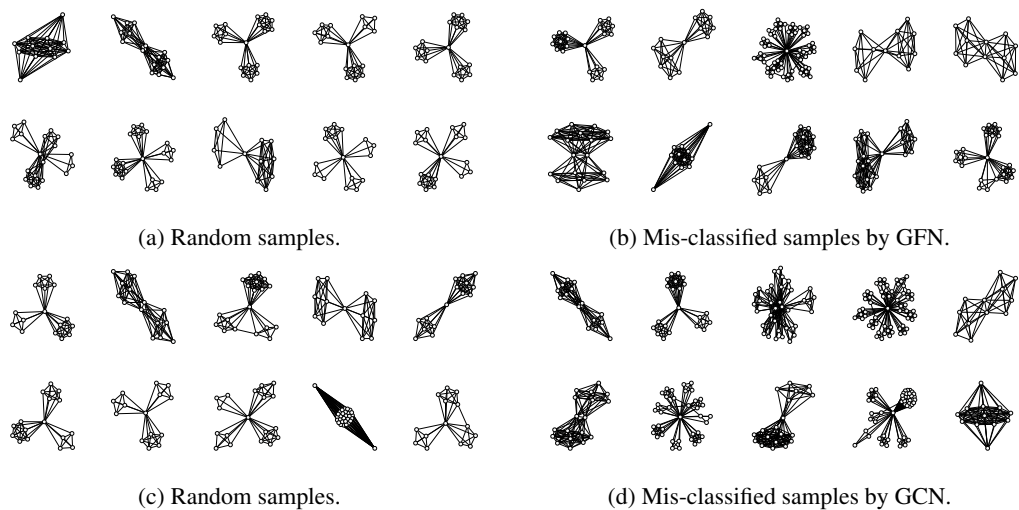 (a) Random samples.
(b) Mis-classified samples by GFN.
(c) Random samples.
(d) Mis-classified samples by GCN.